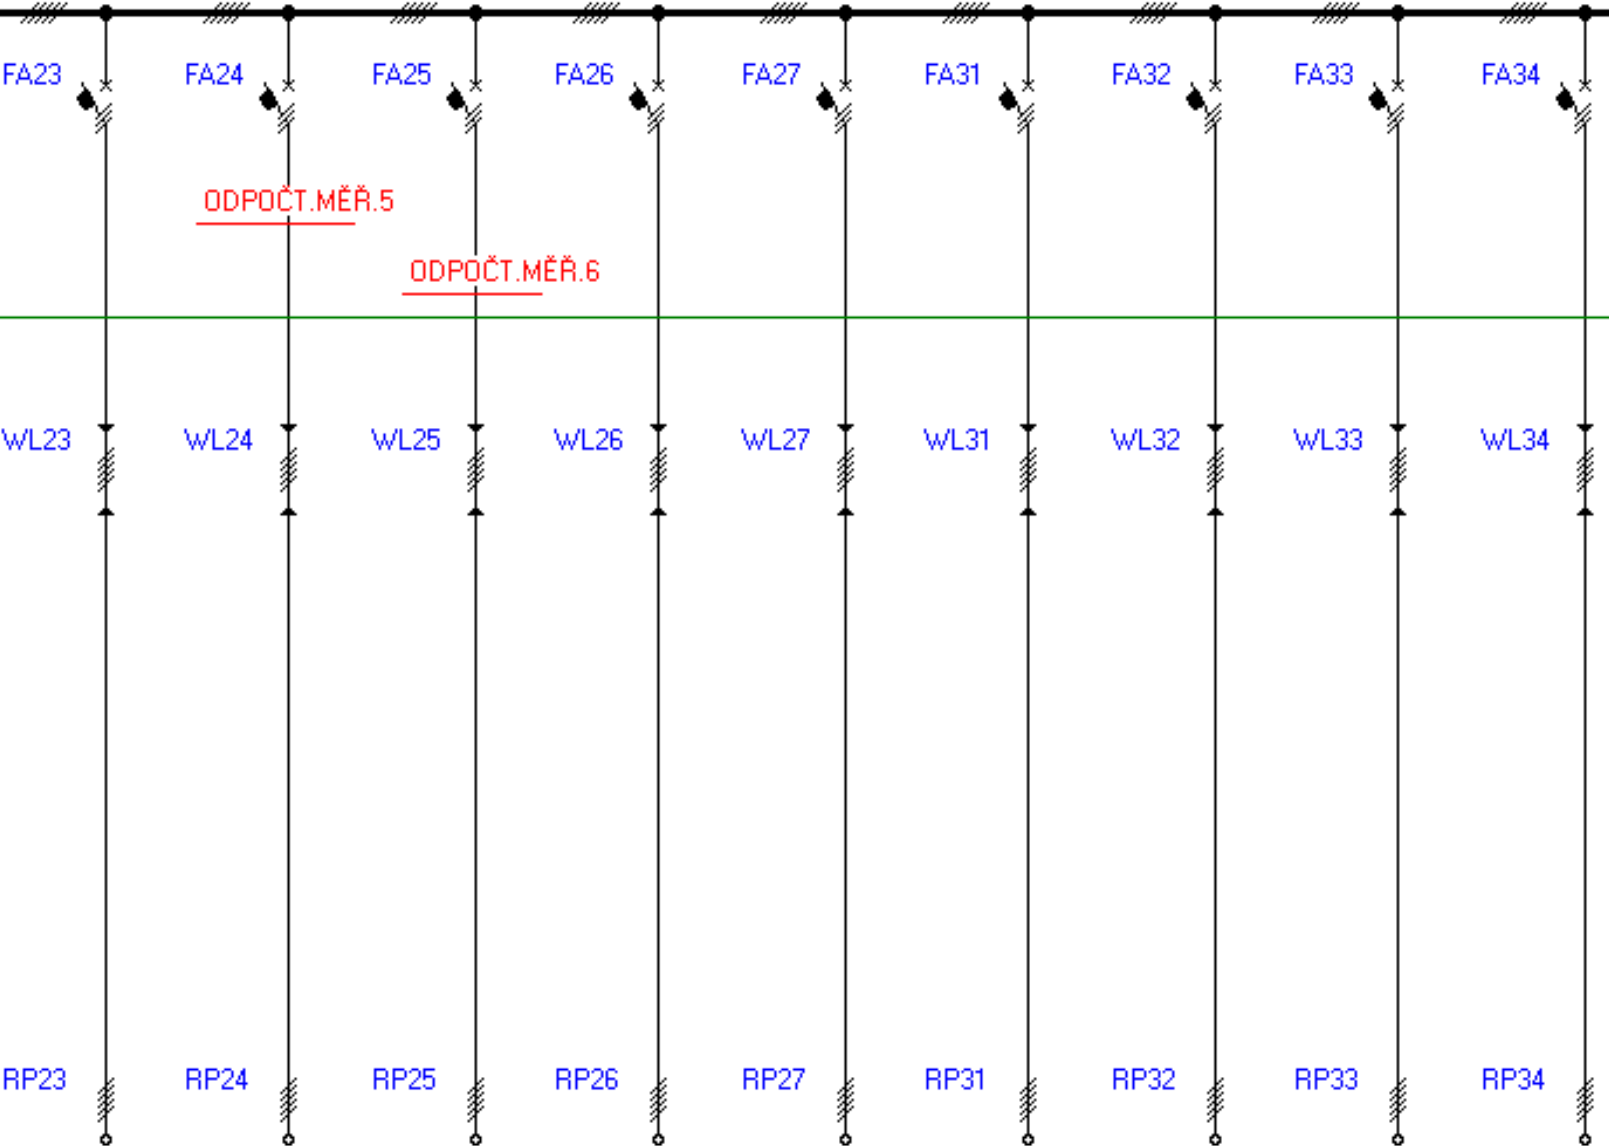 FA23 FA24 FA25 FA26 FA27 FA31 FA32 FA33 FA34
ODPOČT.MĚŘ.5
ODPOČT.MĚŘ.6
WL23 WL24 WL25 WL26 WL27 WL31 WL32 WL33 WL34
RP23 RP24 RP25 RP26 RP27 RP31 RP32 RP33 RP34